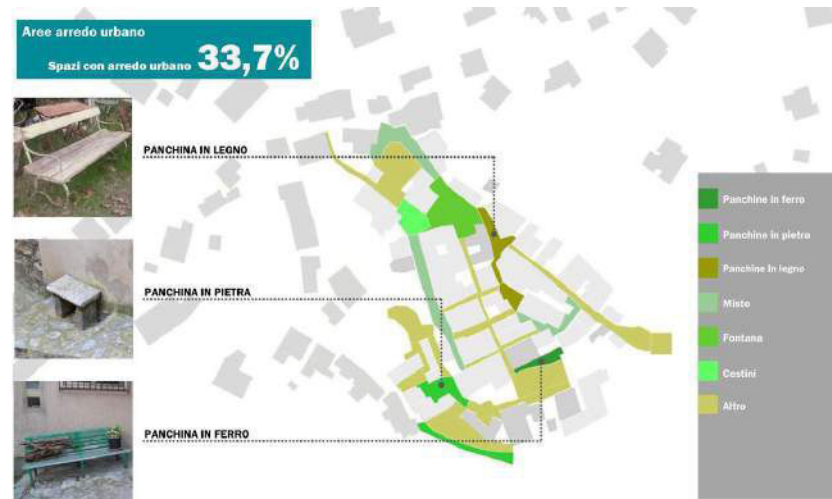 Aree arredo urbano
Spazi con arredo urbano 33,7%
PANCHINA IN LEGNO
PANCHINA IN PIETRA
PANCHINA IN FERRO
Panchine in ferro
Panchine in pietra
Panchine in legno
Misto
Fontana
Cestini
Altro